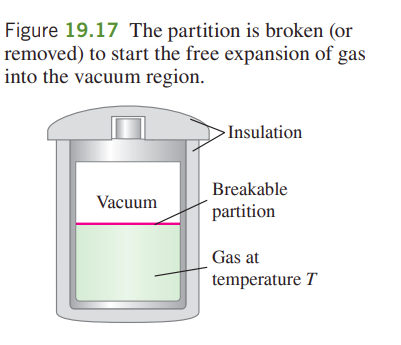 Figure 19.17 The partition is broken (or
removed) to start the free expansion of gas
into the vacuum region.
Insulation
Vacuum
Breakable
partition
Gas at
temperature T